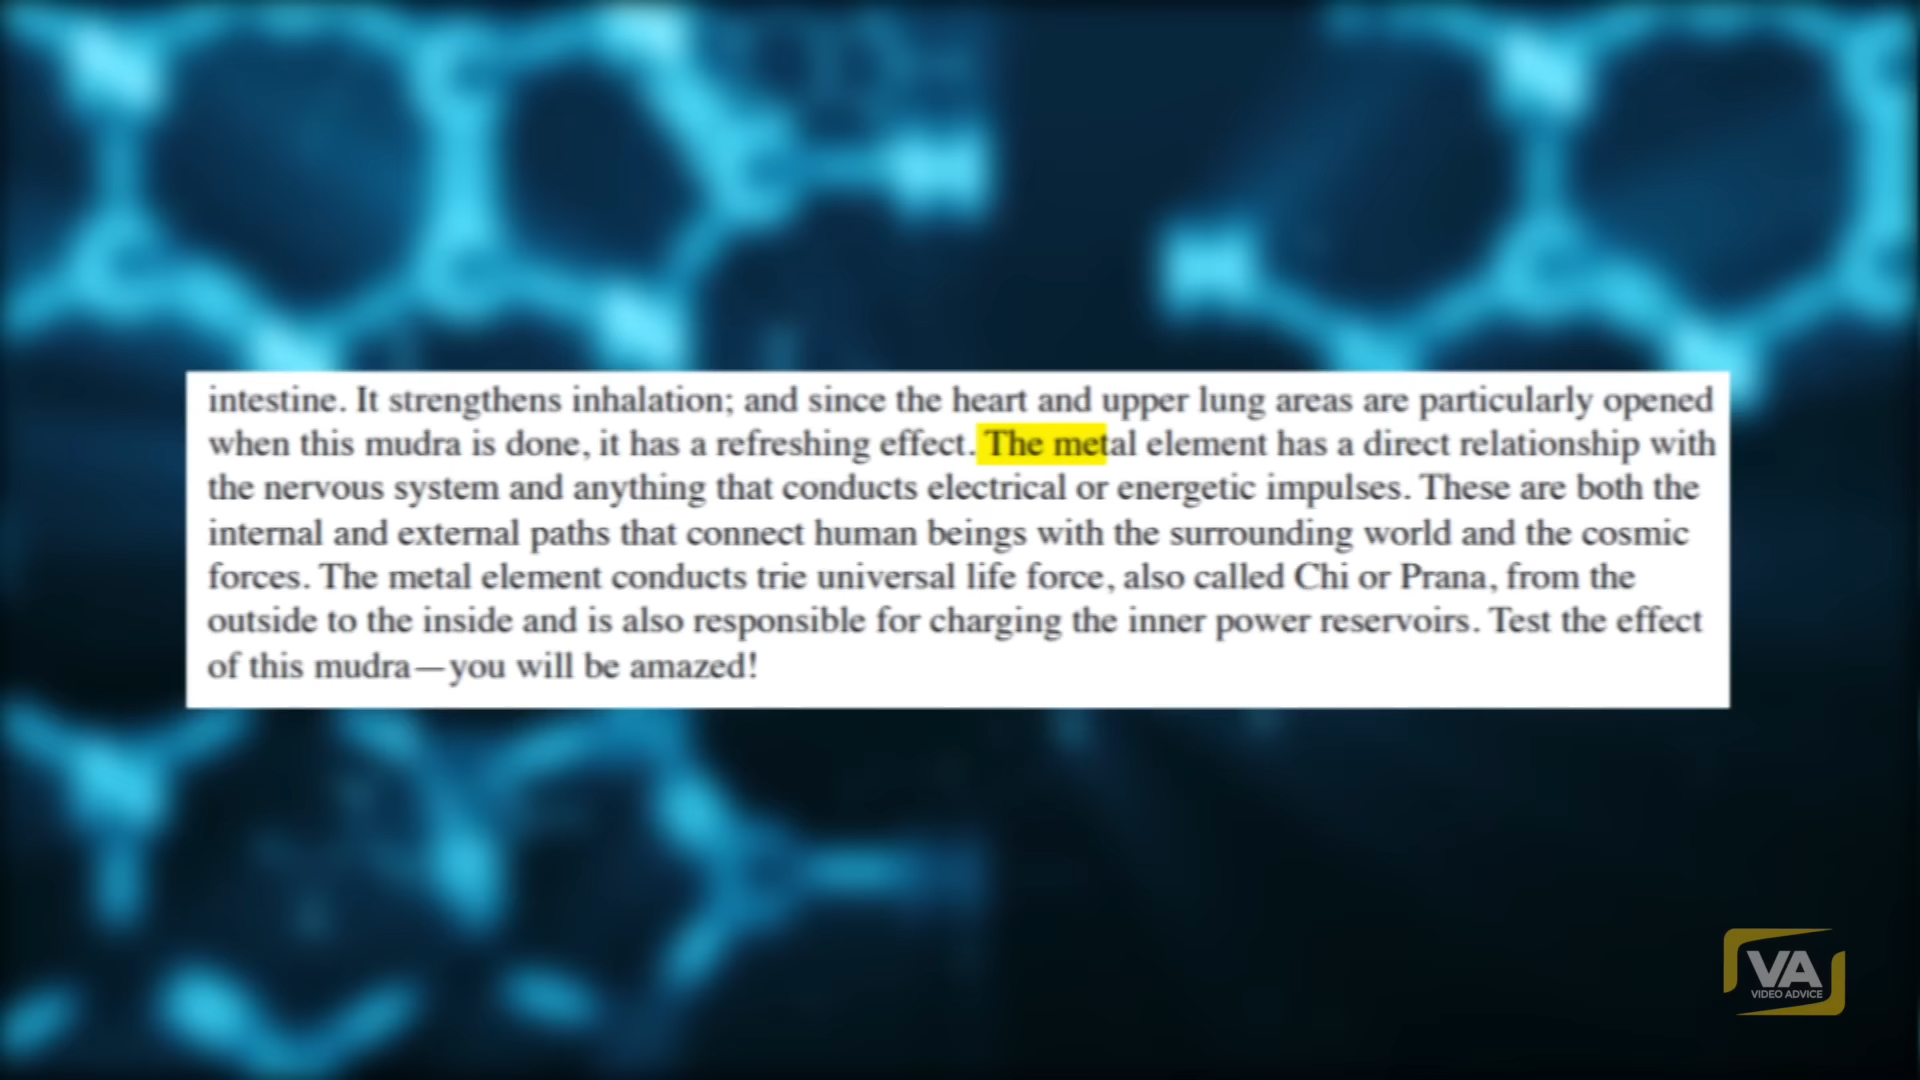 intestine. It strengthens inhalation; and since the heart and upper lung areas are particularly opened
when this mudra is done, it has a refreshing effect. The metal element has a direct relationship with
the nervous system and anything that conducts electrical or energetic impulses. These are both the
internal and external paths that connect human beings with the surrounding world and the cosmic
forces. The metal element conducts trie universal life force, also called Chi or Prana, from the
outside to the inside and is also responsible for charging the inner power reservoirs. Test the effect
of this mudra—you will be amazed!
VA
VIDEO ADVICE